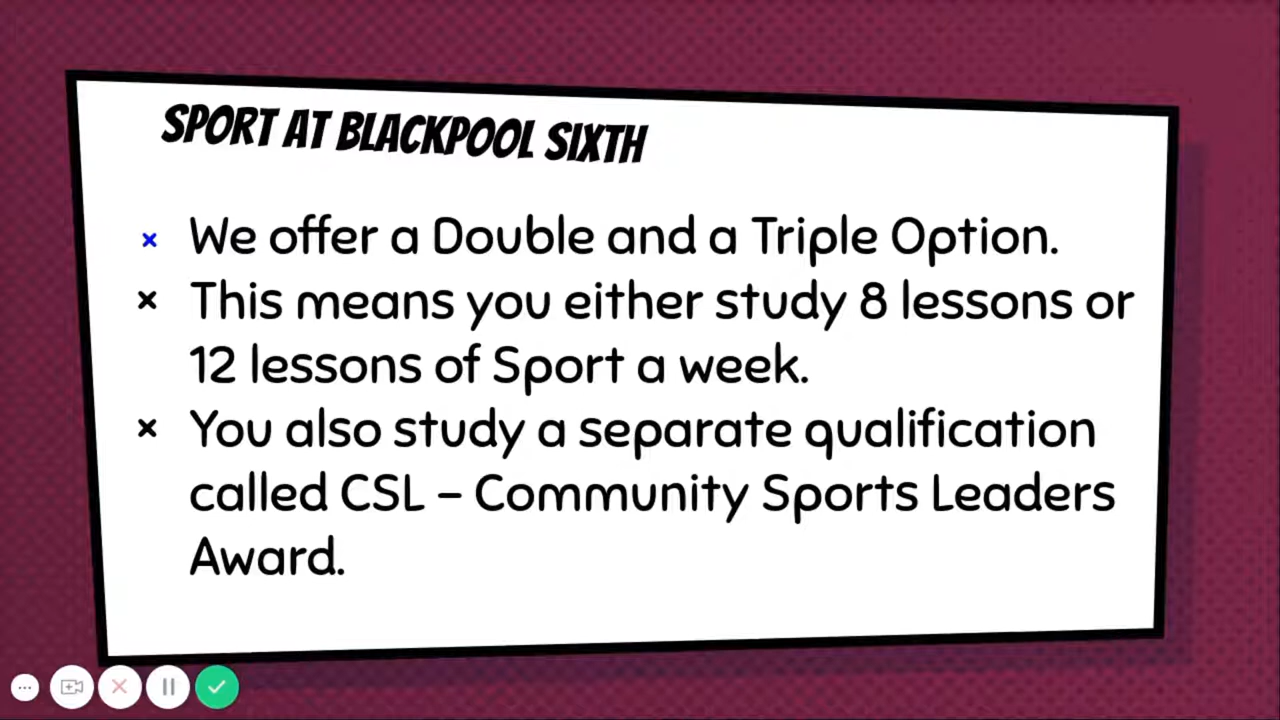 SPORT AT BLACKPOOL SIXTH
× We offer a Double and a Triple Option.
× This means you either study 8 lessons or
12 lessons of Sport a week.
× You also study a separate qualification
called CSL – Community Sports Leaders
Award.